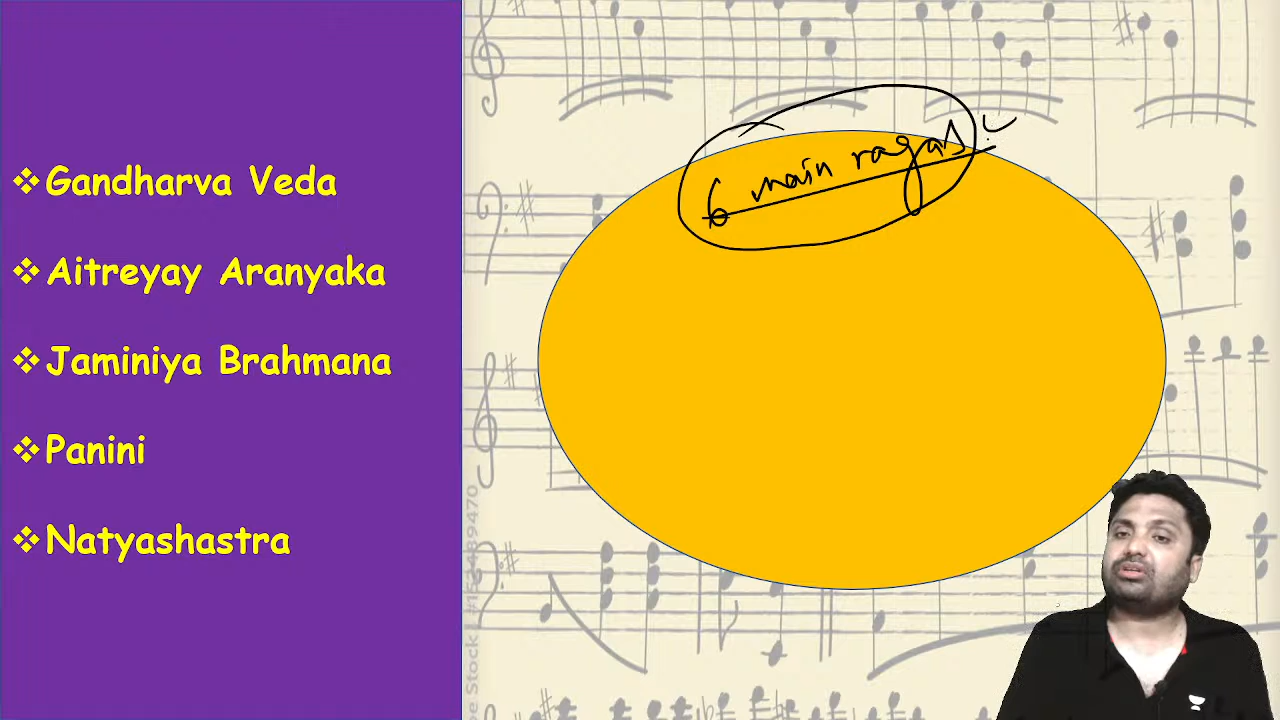 ❖Gandharva Veda
❖Aitreyay Aranyaka
❖Jaminiya Brahmana
❖Panini
❖Natyashastra
6 main ragas